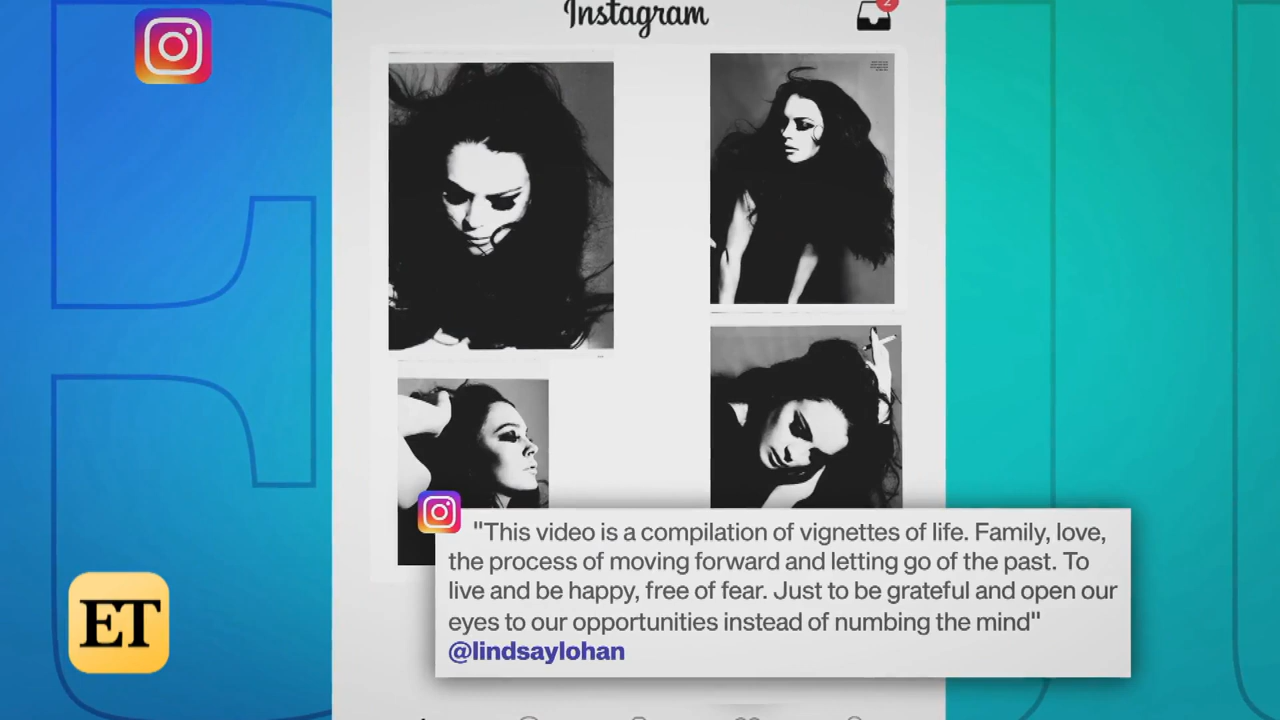 Instagram
2
"This video is a compilation of vignettes of life. Family, love,
the process of moving forward and letting go of the past. To
live and be happy, free of fear. Just to be grateful and open our
eyes to our opportunities instead of numbing the mind"
@lindsaylohan
ET